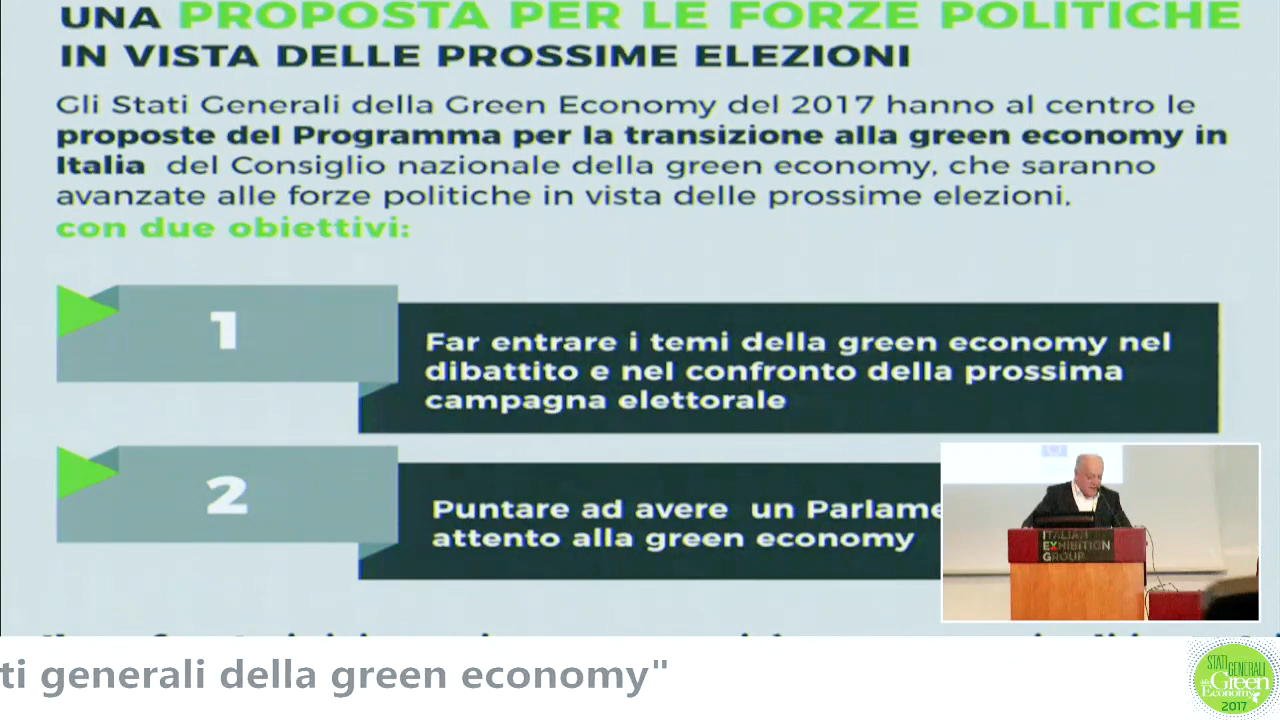 UNA PROPOSTA PER LE FORZE POLITICHE
IN VISTA DELLE PROSSIME ELEZIONI
Gli Stati Generali della Green Economy del 2017 hanno al centro le
proposte del Programma per la transizione alla green economy in
Italia del Consiglio nazionale della green economy, che saranno
avanzate alle forze politiche in vista delle prossime elezioni.
con due obiettivi:
1
Far entrare i temi della green economy nel
dibattito e nel confronto della prossima
campagna elettorale
2
Puntare ad avere un Parlame
attento alla green economy
ITALIAN
EXHIBITION
GROUP
ti generali della green economy"
STATI GENERALI
della Green
Economy
2017